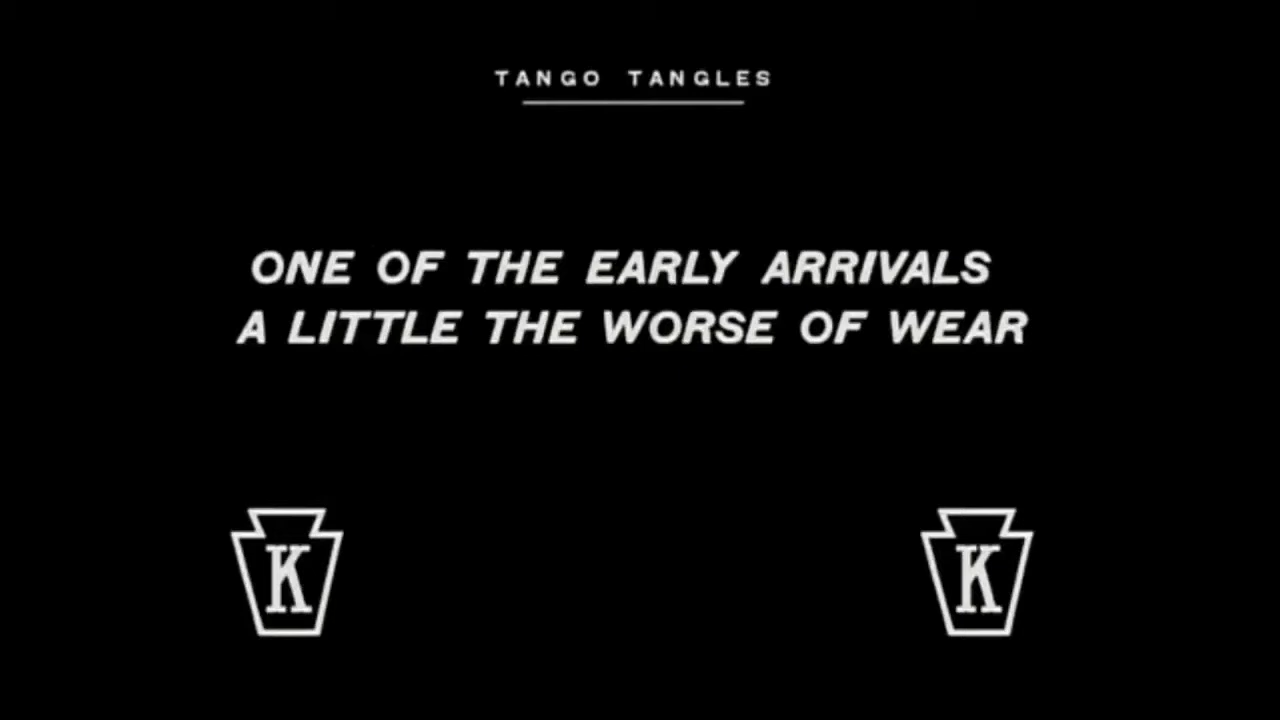 TANGO TANGLES
ONE OF THE EARLY ARRIVALS
A LITTLE THE WORSE OF WEAR
K K